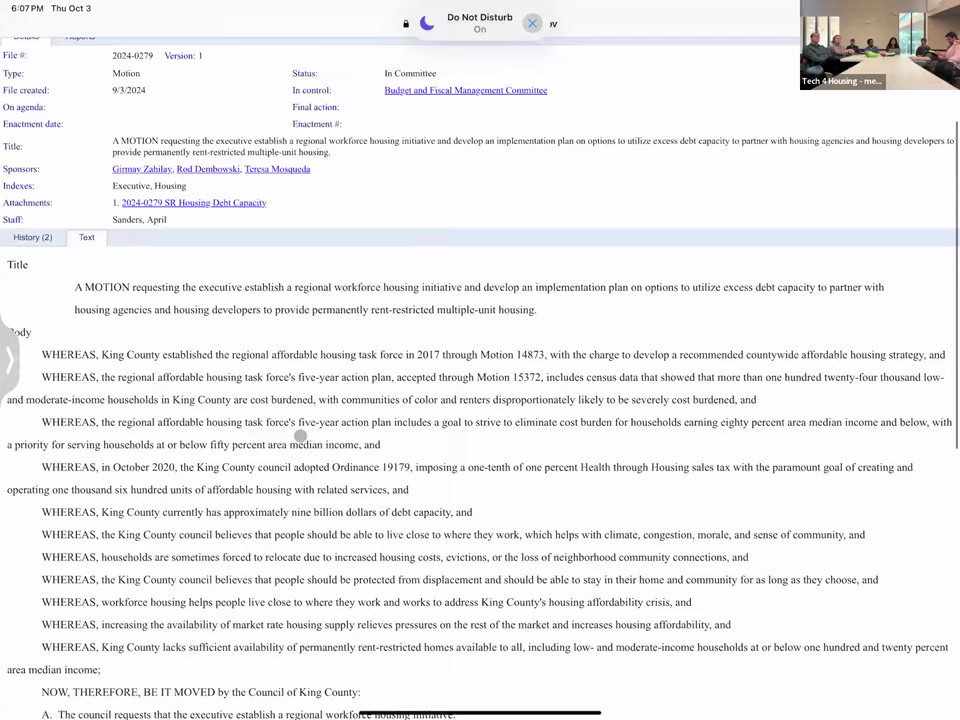 6:07PM Thu Oct 3
Do Not Disturb
On
ov
Tech 4 Housing - me...
Details
Reports
File #: 2024-0279 Version: 1
Type: Motion Status: In Committee
File created: 9/3/2024 In control: Budget and Fiscal Management Committee
On agenda: Final action:
Enactment date: Enactment #:
Title: A MOTION requesting the executive establish a regional workforce housing initiative and develop an implementation plan on options to utilize excess debt capacity to partner with housing agencies and housing developers to
provide permanently rent-restricted multiple-unit housing.
Sponsors: Girmay Zahilay, Rod Dembowski, Teresa Mosqueda
Indexes: Executive, Housing
Attachments: 1. 2024-0279 SR Housing Debt Capacity
Staff: Sanders, April
History (2) Text
Title
A MOTION requesting the executive establish a regional workforce housing initiative and develop an implementation plan on options to utilize excess debt capacity to partner with
housing agencies and housing developers to provide permanently rent-restricted multiple-unit housing.
Body
WHEREAS, King County established the regional affordable housing task force in 2017 through Motion 14873, with the charge to develop a recommended countywide affordable housing strategy, and
WHEREAS, the regional affordable housing task force's five-year action plan, accepted through Motion 15372, includes census data that showed that more than one hundred twenty-four thousand low-
and moderate-income households in King County are cost burdened, with communities of color and renters disproportionately likely to be severely cost burdened, and
WHEREAS, the regional affordable housing task force's five-year action plan includes a goal to strive to eliminate cost burden for households earning eighty percent area median income and below, with
a priority for serving households at or below fifty percent area median income, and
WHEREAS, in October 2020, the King County council adopted Ordinance 19179, imposing a one-tenth of one percent Health through Housing sales tax with the paramount goal of creating and
operating one thousand six hundred units of affordable housing with related services, and
WHEREAS, King County currently has approximately nine billion dollars of debt capacity, and
WHEREAS, the King County council believes that people should be able to live close to where they work, which helps with climate, congestion, morale, and sense of community, and
WHEREAS, households are sometimes forced to relocate due to increased housing costs, evictions, or the loss of neighborhood community connections, and
WHEREAS, the King County council believes that people should be protected from displacement and should be able to stay in their home and community for as long as they choose, and
WHEREAS, workforce housing helps people live close to where they work and works to address King County's housing affordability crisis, and
WHEREAS, increasing the availability of market rate housing supply relieves pressures on the rest of the market and increases housing affordability, and
WHEREAS, King County lacks sufficient availability of permanently rent-restricted homes available to all, including low- and moderate-income households at or below one hundred and twenty percent
area median income;
NOW, THEREFORE, BE IT MOVED by the Council of King County:
A. The council requests that the executive establish a regional workforce housing initiative.